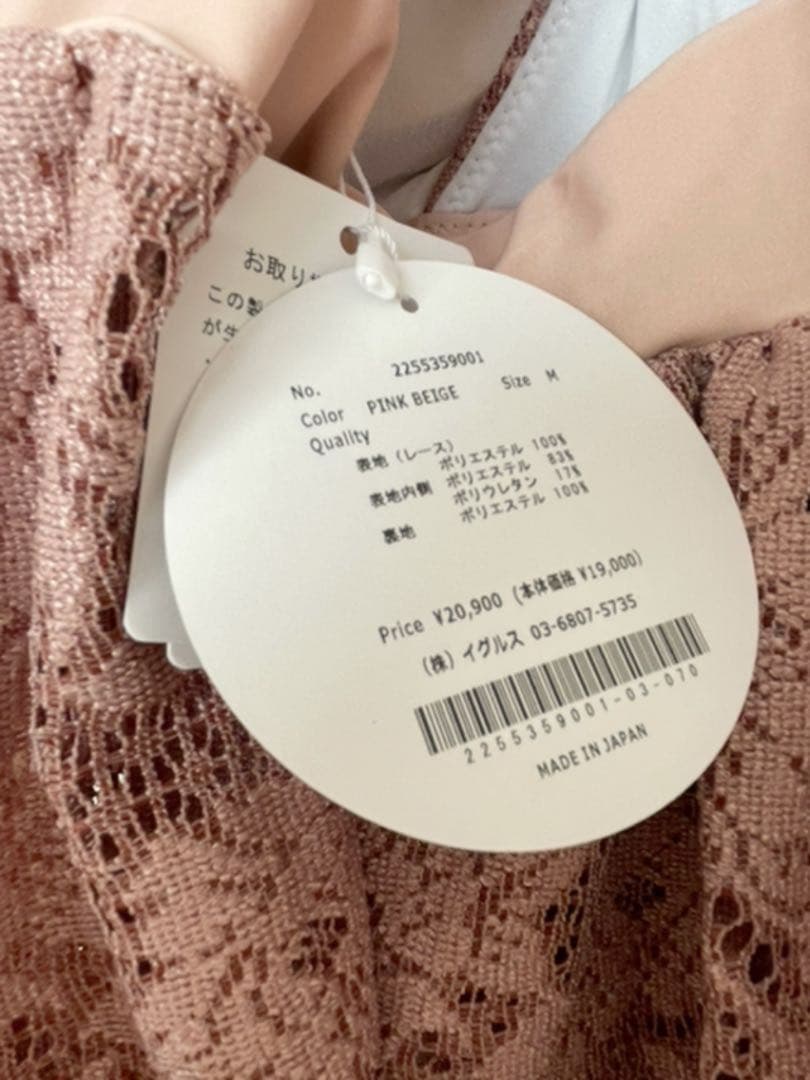 お取り
この製
が生
No. 2255359001
Color PINK BEIGE Size M
Quality
表地（レース） ポリエステル 100%
表地内側 ポリエステル 83%
ポリウレタン 17%
裏地 ポリエステル 100%
Price ¥20,900 (本体価格 ¥19,000)
（株）イグルス 03-6807-5735
2255359001-03-070
MADE IN JAPAN